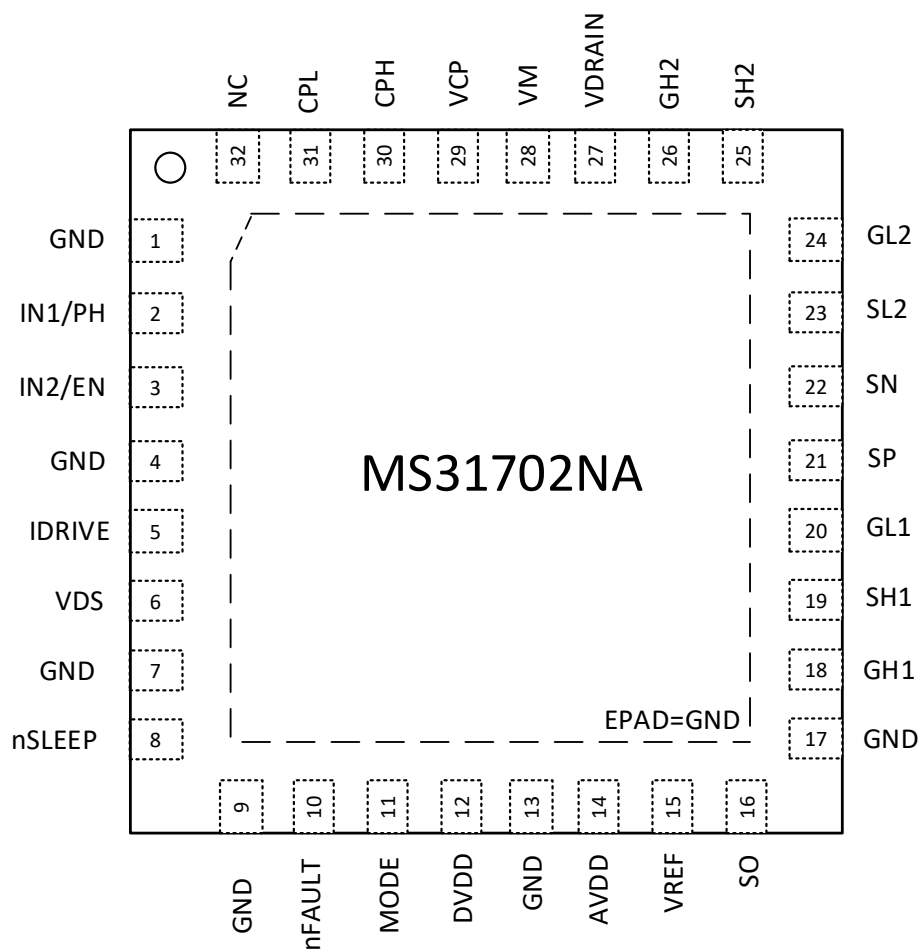 NC CPL CPH VCP VM VDRAIN GH2 SH2
32 31 30 29 28 27 26 25
GND 1
IN1/PH 2
IN2/EN 3
GND 4
IDRIVE 5
VDS 6
GND 7
nSLEEP 8
MS31702NA
EPAD=GND
24 GL2
23 SL2
22 SN
21 SP
20 GL1
19 SH1
18 GH1
17 GND
9 10 11 12 13 14 15 16
GND nFAULT MODE DVDD GND AVDD VREF SO